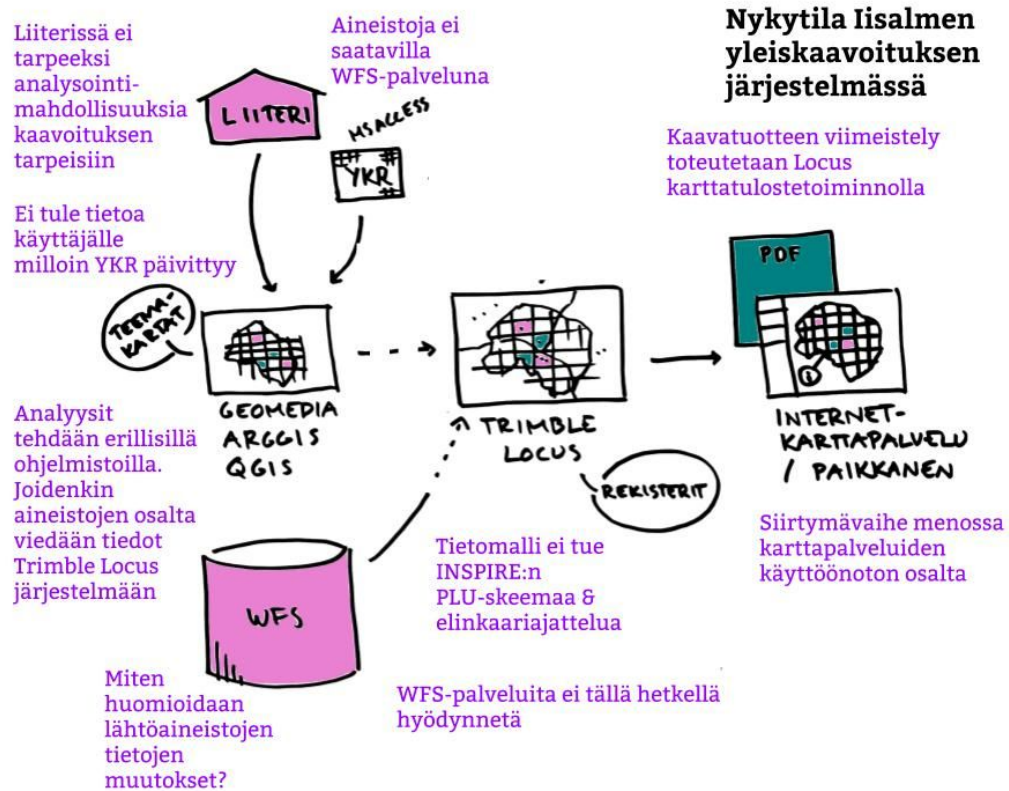 Nykytila Iisalmen
yleiskaavoituksen
järjestelmässä
Liiterissä ei
tarpeeksi
analysointi-
mahdollisuuksia
kaavoituksen
tarpeisiin
Aineistoja ei
saatavilla
WFS-palveluna
LIITERI
MS ACCESS
YKR
Kaavatuotteen viimeistely
toteutetaan Locus
karttatulostetoiminnolla
Ei tule tietoa
käyttäjälle
milloin YKR päivittyy
PDF
TEEMA-
KARTAT
i
GEOMEDIA
ARCGIS
QGIS
TRIMBLE
LOCUS
INTERNET-
KARTTAPALVELU
/ PAIKKANEN
REKISTERIT
Analyysit
tehdään erillisillä
ohjelmistoilla.
Joidenkin
aineistojen osalta
viedään tiedot
Trimble Locus
järjestelmään
Siirtymävaihe menossa
karttapalveluiden
käyttöönoton osalta
Tietomalli ei tue
INSPIRE:n
PLU-skeemaa &
elinkaariajattelua
WFS
Miten
huomioidaan
lähtöaineistojen
tietojen
muutokset?
WFS-palveluita ei tällä hetkellä
hyödynnetä